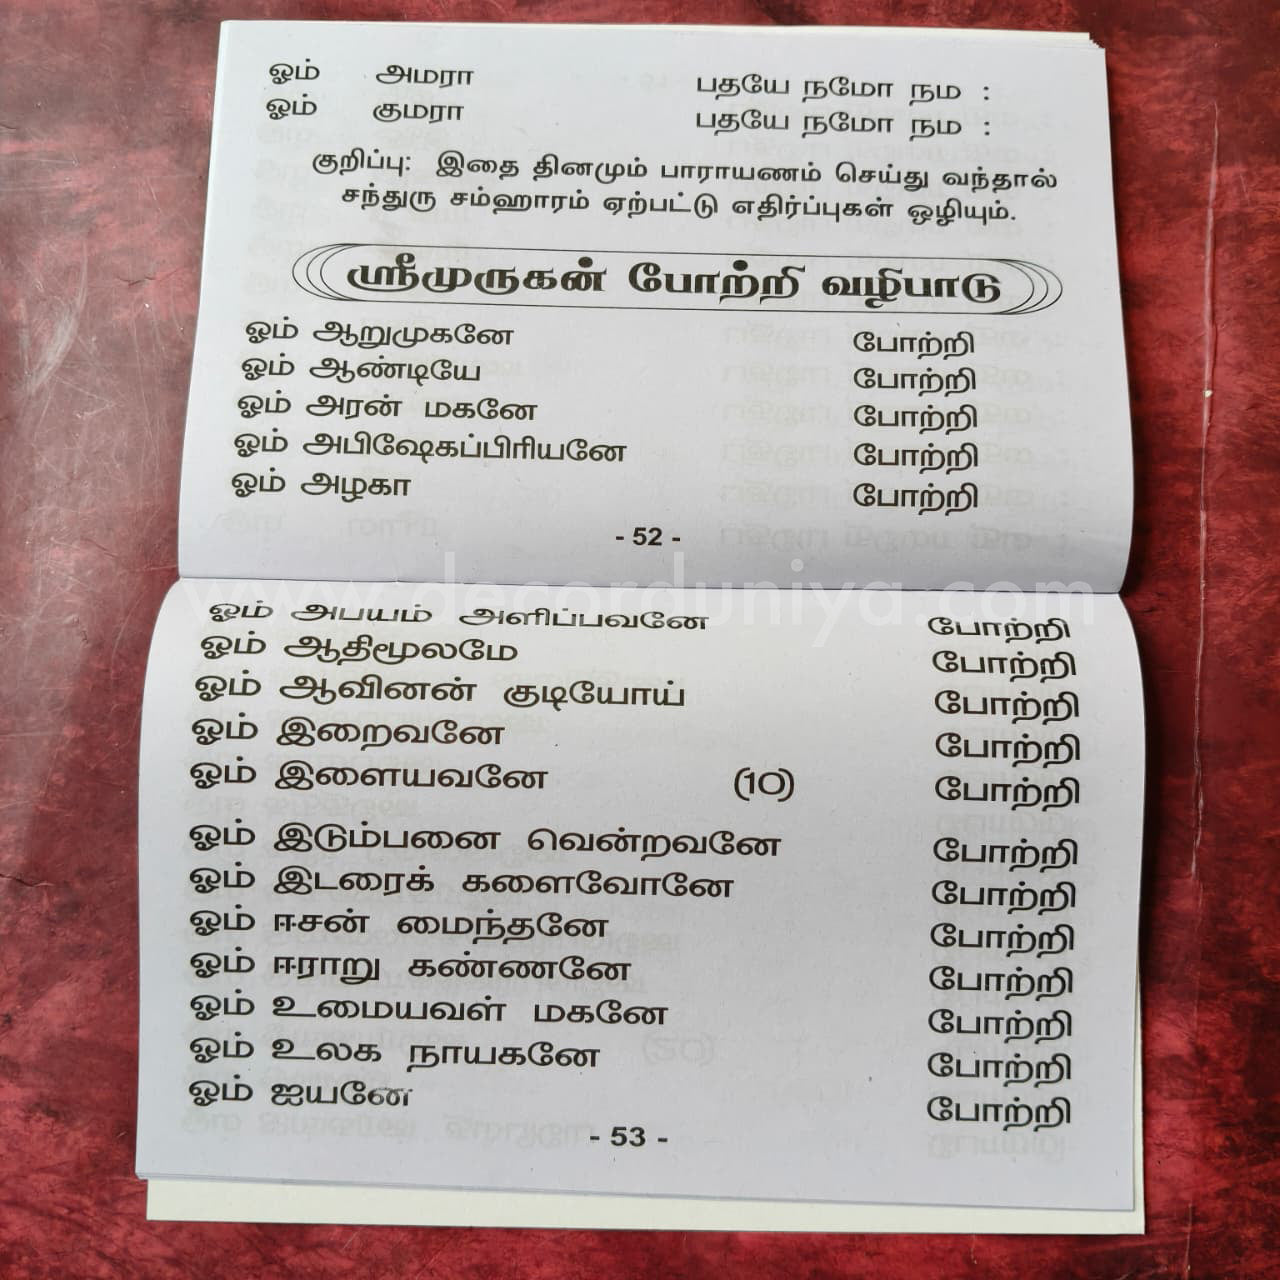 ஓம் அமரா பதயே நமோ நம :
ஓம் குமரா பதயே நமோ நம :
குறிப்பு: இதை தினமும் பாராயணம் செய்து வந்தால்
சந்துரு சம்ஹாரம் ஏற்பட்டு எதிர்ப்புகள் ஒழியும்.
ஸ்ரீமுருகன் போற்றி வழிபாடு
ஓம் ஆறுமுகனே போற்றி
ஓம் ஆண்டியே போற்றி
ஓம் அரன் மகனே போற்றி
ஓம் அபிஷேகப்பிரியனே போற்றி
ஓம் அழகா போற்றி
- 52 -
www.decorduniya.com
ஓம் அபயம் அளிப்பவனே போற்றி
ஓம் ஆதிமூலமே போற்றி
ஓம் ஆவினன் குடியோய் போற்றி
ஓம் இறைவனே போற்றி
ஓம் இளையவனே (10) போற்றி
ஓம் இடும்பனை வென்றவனே போற்றி
ஓம் இடரைக் களைவோனே போற்றி
ஓம் ஈசன் மைந்தனே போற்றி
ஓம் ஈராறு கண்ணனே போற்றி
ஓம் உமையவள் மகனே போற்றி
ஓம் உலக நாயகனே போற்றி
ஓம் ஐயனே போற்றி
- 53 -